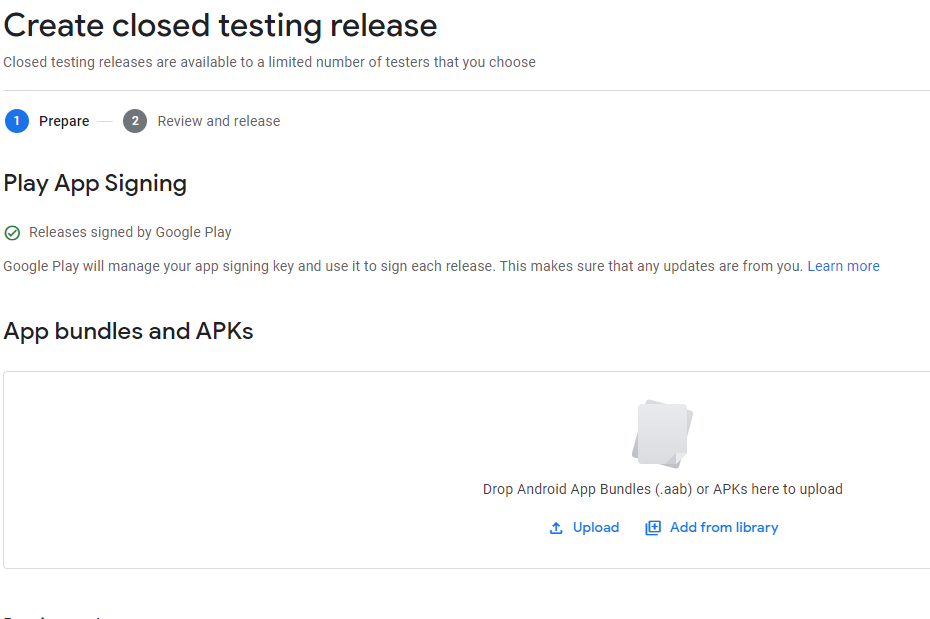 Create closed testing release
Closed testing releases are available to a limited number of testers that you choose
1 Prepare 2 Review and release
Play App Signing
Releases signed by Google Play
Google Play will manage your app signing key and use it to sign each release. This makes sure that any updates are from you. Learn more
App bundles and APKs
Drop Android App Bundles (.aab) or APKs here to upload
Upload Add from library